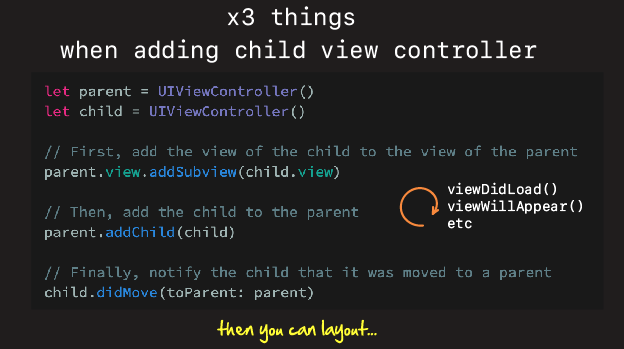 x3 things
when adding child view controller
let parent = UIViewController()
let child = UIViewController()
// First, add the view of the child to the view of the parent
parent.view.addSubview(child.view)
// Then, add the child to the parent
parent.addChild(child)
// Finally, notify the child that it was moved to a parent
child.didMove(toParent: parent)
viewDidLoad()
viewWillAppear()
etc
then you can layout...